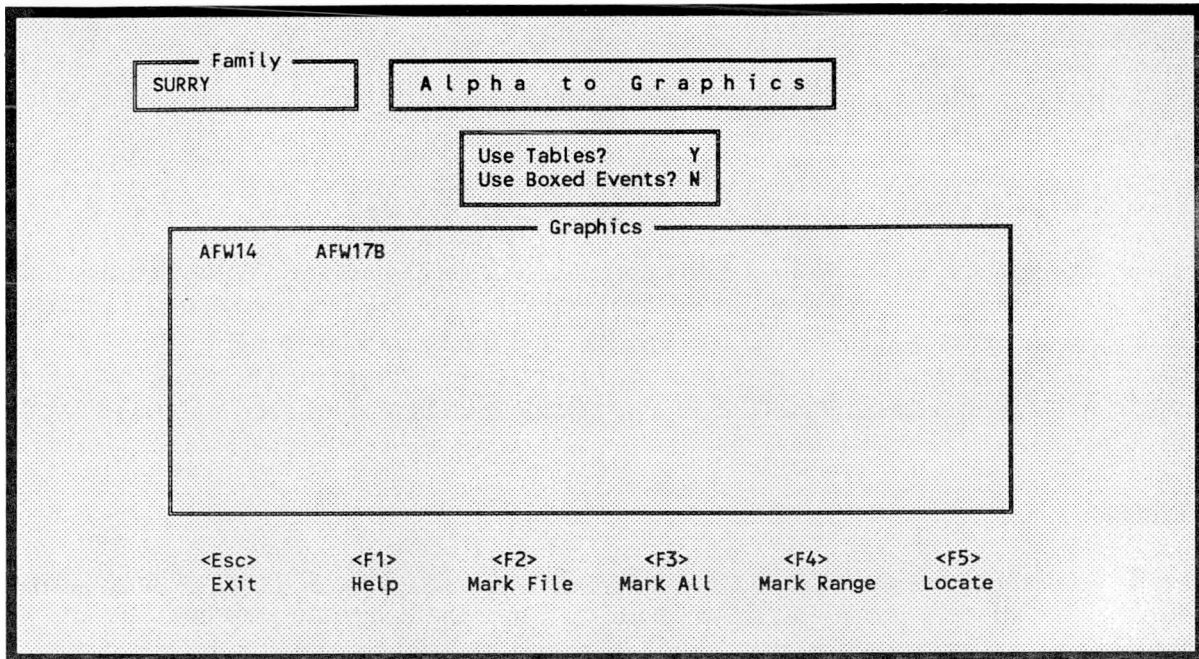 Family
SURRY
Alpha to Graphics
Use Tables? Y
Use Boxed Events? N
Graphics
AFW14 AFW17B
<Esc> <F1> <F2> <F3> <F4> <F5>
Exit Help Mark File Mark All Mark Range Locate